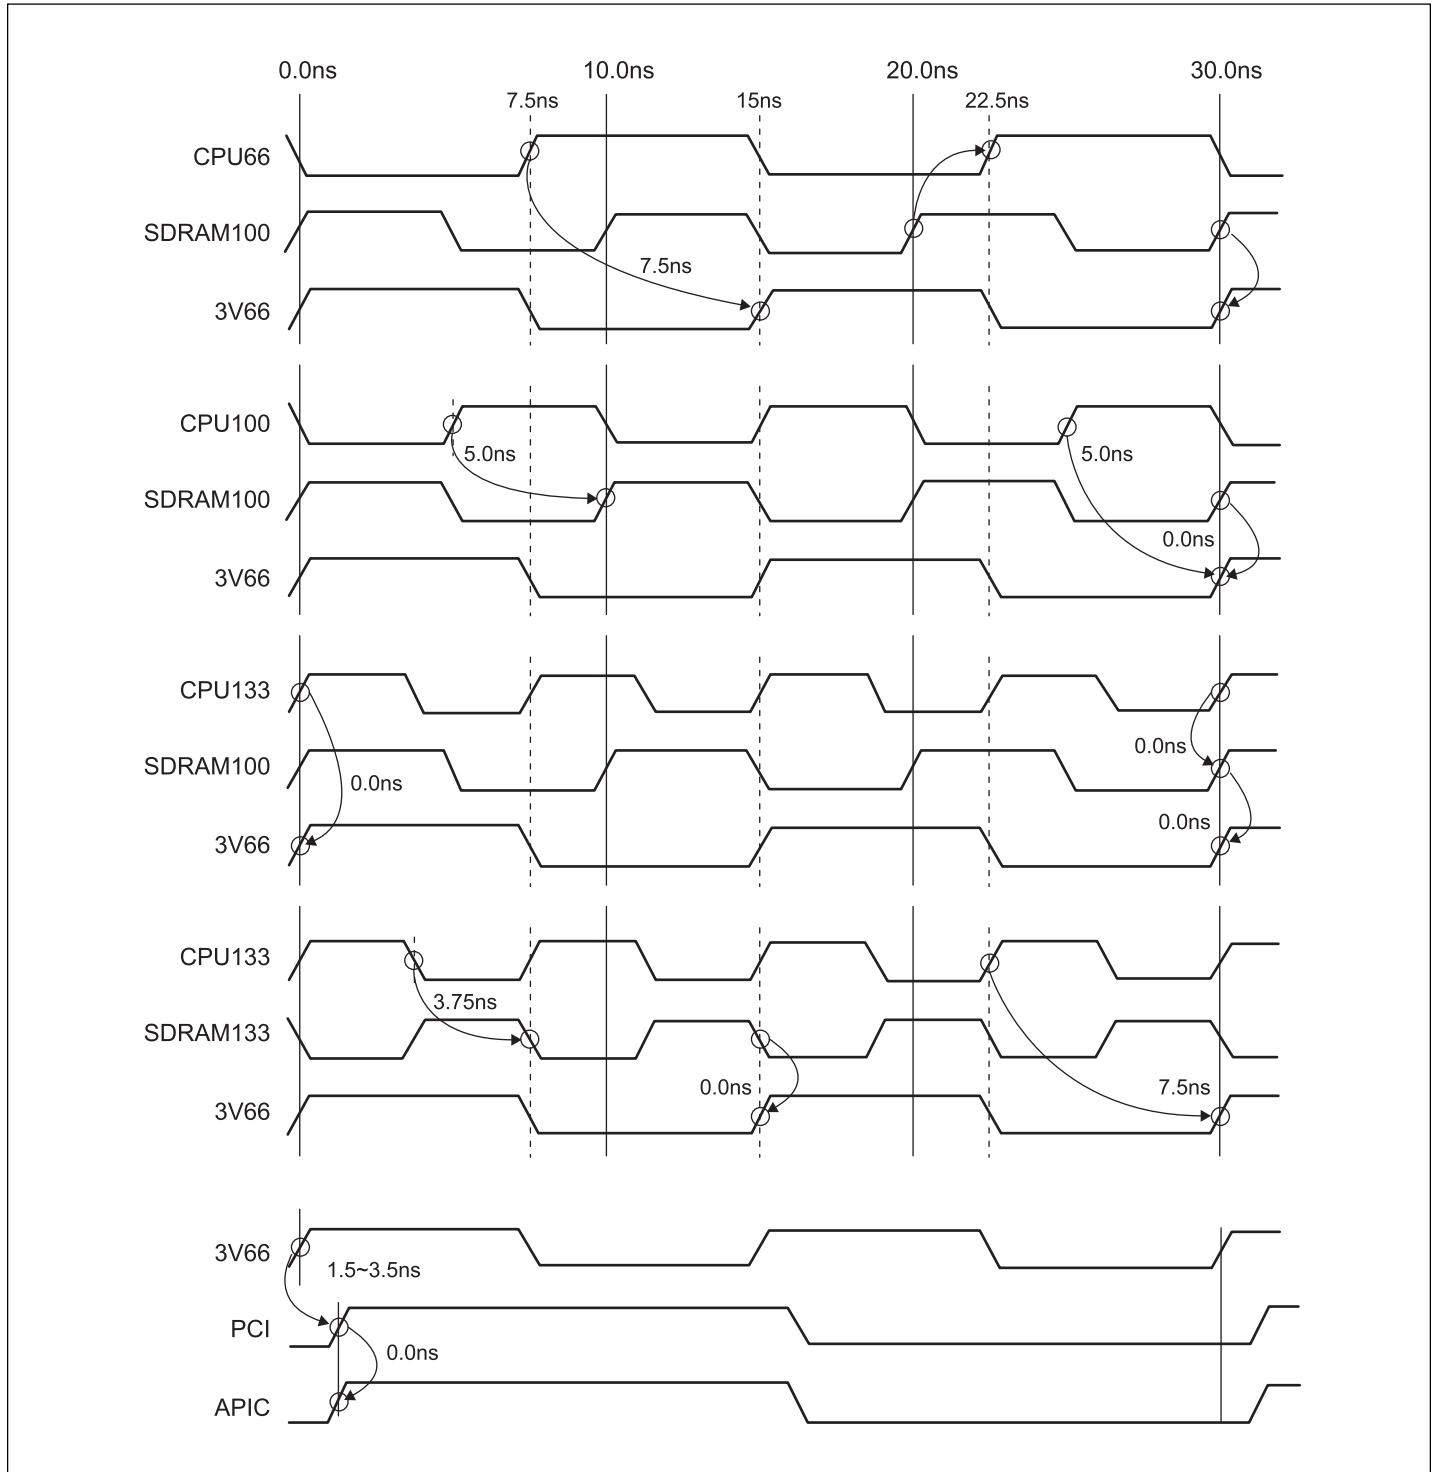 0.0ns 10.0ns 20.0ns 30.0ns
7.5ns 15ns 22.5ns
CPU66
SDRAM100
7.5ns
3V66
CPU100
5.0ns 5.0ns
SDRAM100
0.0ns
3V66
CPU133
0.0ns
SDRAM100
0.0ns
0.0ns
3V66
CPU133
3.75ns
SDRAM133
0.0ns 7.5ns
3V66
3V66
1.5~3.5ns
PCI
0.0ns
APIC